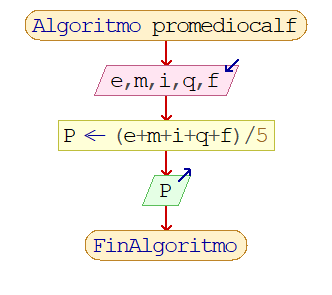 Algoritmo promediocalf
e,m,i,q,f
P ← (e+m+i+q+f)/5
P
FinAlgoritmo